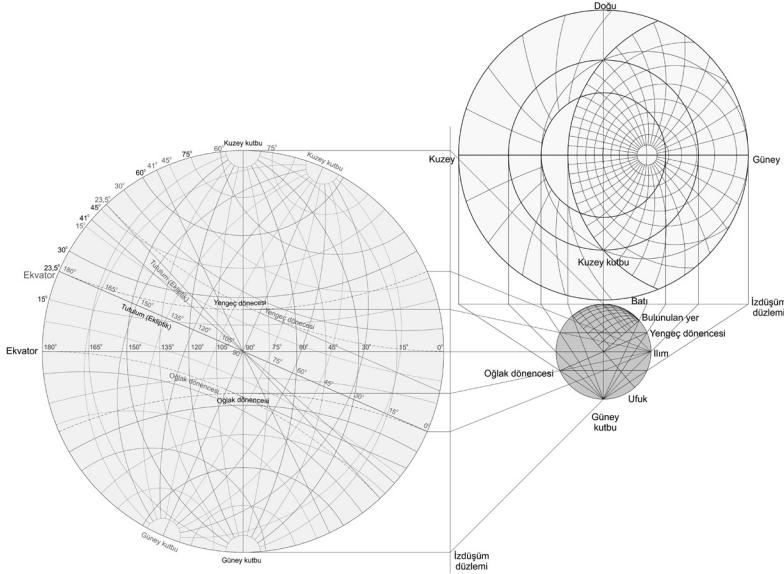 Doğu
Kuzey
Güney
Kuzey kutbu
Batı
Bulunulan yer
Yengeç dönencesi
Ilım
Oğlak dönencesi
Ufuk
Güney
kutbu
İzdüşüm
düzlemi
Kuzey kutbu
Kuzey kutbu
60°
75°
75°
45°
41°
60°
30°
23,5°
45°
41°
15°
30°
23,5°
Ekvator
15°
Ekvator
180°
165°
150°
135°
120°
105°
90°
75°
60°
45°
30°
15°
0°
Tutulum (Ekliptik)
Tutulum (Ekliptik)
Yengeç dönencesi
Yengeç dönencesi
180°
165°
150°
135°
120°
105°
90°
75°
60°
45°
30°
15°
0°
Oğlak dönencesi
Oğlak dönencesi
Güney kutbu
Güney kutbu
İzdüşüm
düzlemi